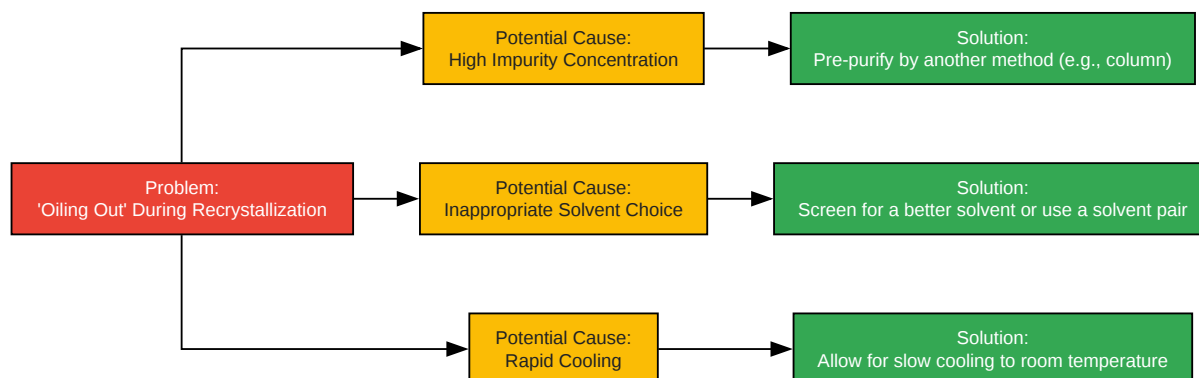 Potential Cause:
High Impurity Concentration
Solution:
Pre-purify by another method (e.g., column)
Problem:
'Oiling Out' During Recrystallization
Potential Cause:
Inappropriate Solvent Choice
Solution:
Screen for a better solvent or use a solvent pair
Potential Cause:
Rapid Cooling
Solution:
Allow for slow cooling to room temperature